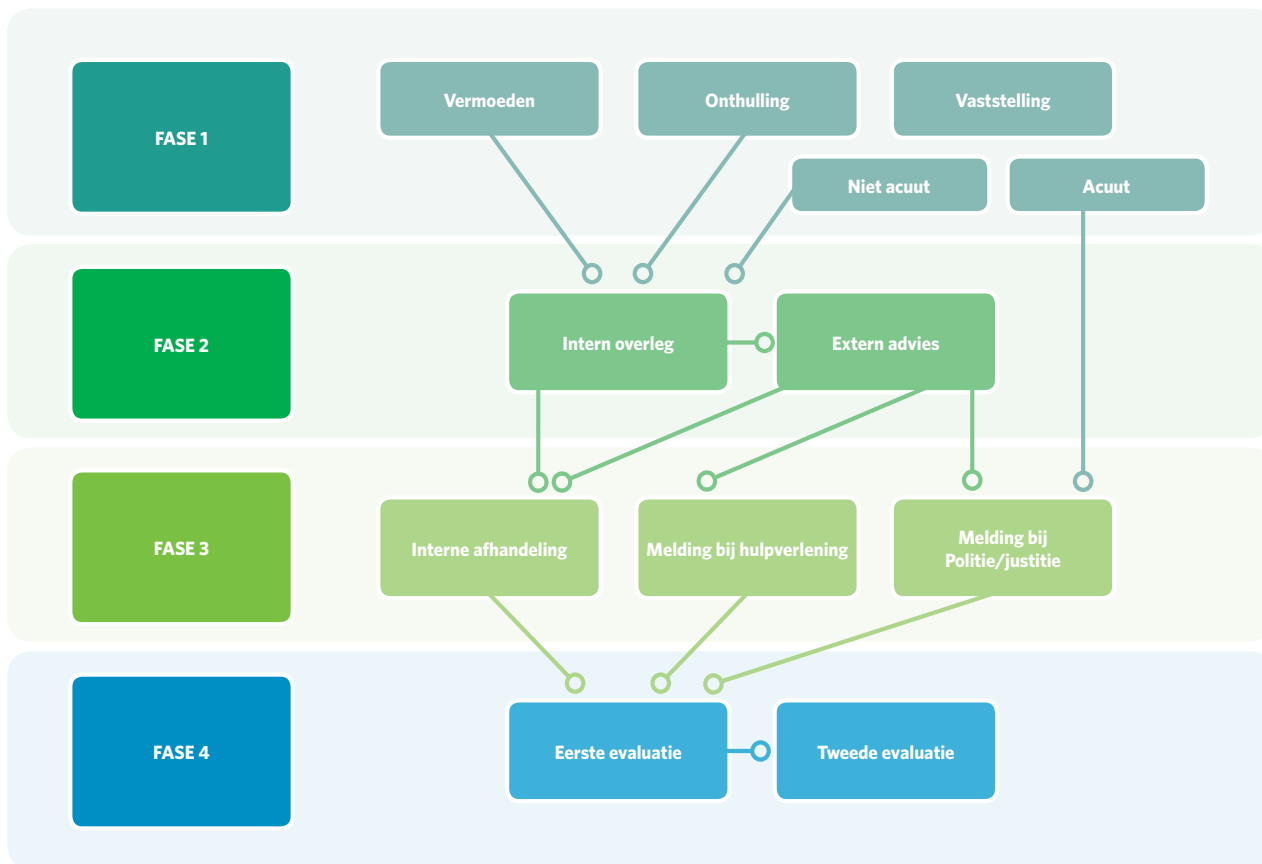 FASE 1
Vermoeden
Onthulling
Vaststelling
Niet acuut
Acuut
FASE 2
Intern overleg
Extern advies
FASE 3
Interne afhandeling
Melding bij hulpverlening
Melding bij
Politie/justitie
FASE 4
Eerste evaluatie
Tweede evaluatie